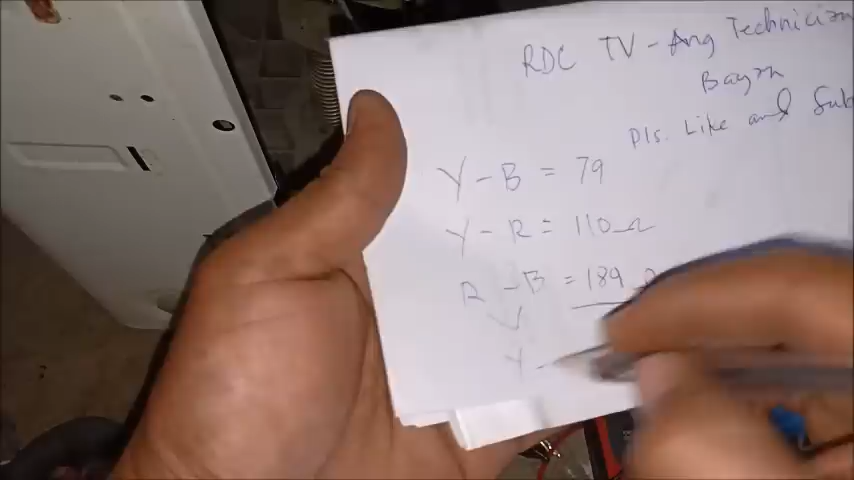 RDC TV - Ang Technician
Bayan
Pls. Like and Sub
Y - B = 79
Y - R = 110 Ω
R - B = 189 Ω
Y -